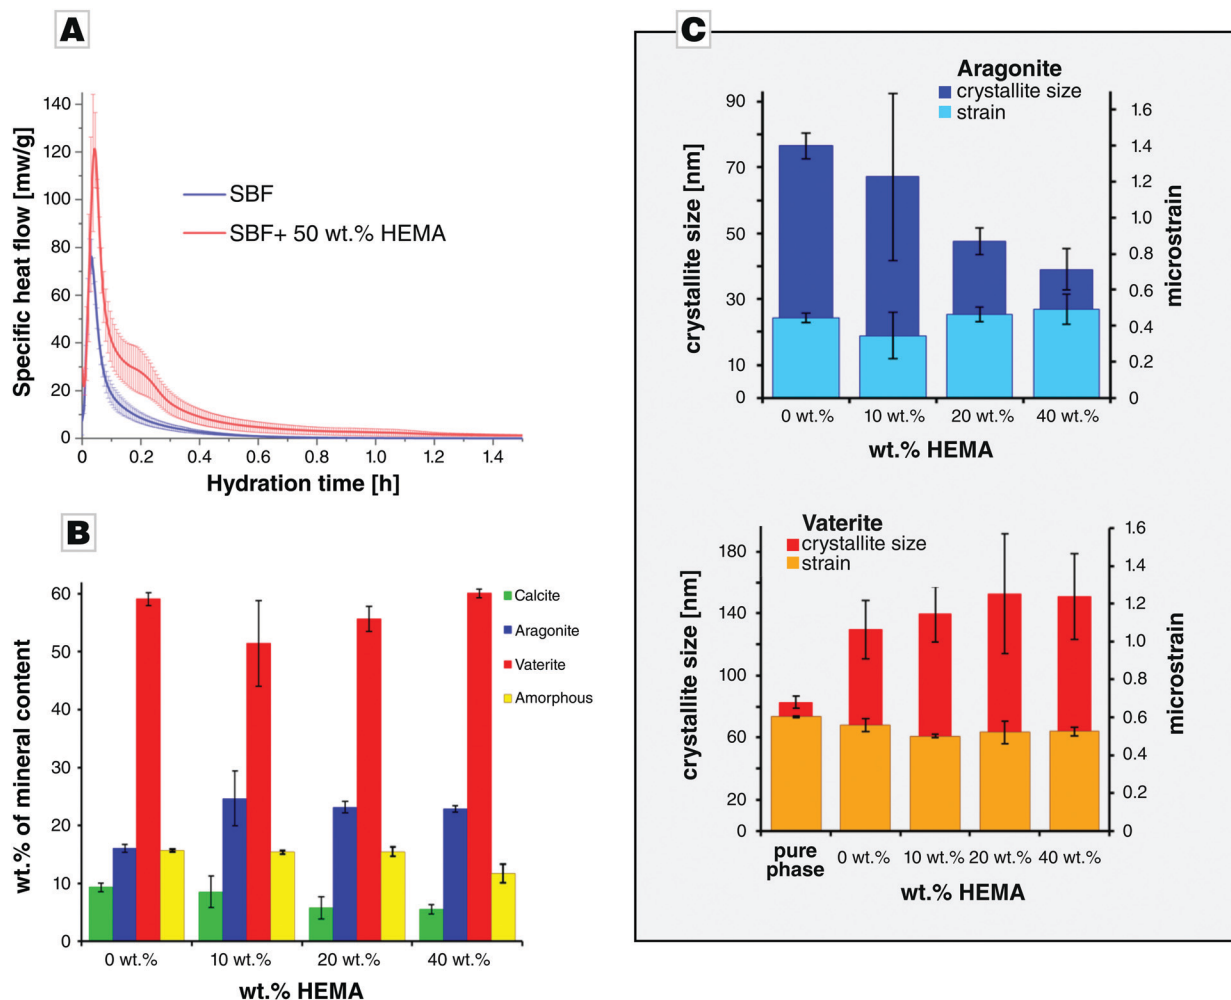 A
Specific heat flow [mw/g]
140
120
100
80
60
40
20
0
SBF
SBF+ 50 wt.% HEMA
0 0.2 0.4 0.6 0.8 1.0 1.2 1.4
Hydration time [h]
B
wt.% of mineral content
60
50
40
30
20
10
0
Calcite
Aragonite
Vaterite
Amorphous
0 wt.% 10 wt.% 20 wt.% 40 wt.%
wt.% HEMA
C
Aragonite
crystallite size
strain
crystallite size [nm]
90
70
50
30
10
0
1.6
1.4
1.2
1.0
0.8
0.6
0.4
0.2
0
microstrain
0 wt.% 10 wt.% 20 wt.% 40 wt.%
wt.% HEMA
Vaterite
crystallite size
strain
crystallite size [nm]
180
140
100
60
20
0
1.6
1.4
1.2
1.0
0.8
0.6
0.4
0.2
0
microstrain
pure
phase
0 wt.% 10 wt.% 20 wt.% 40 wt.%
wt.% HEMA